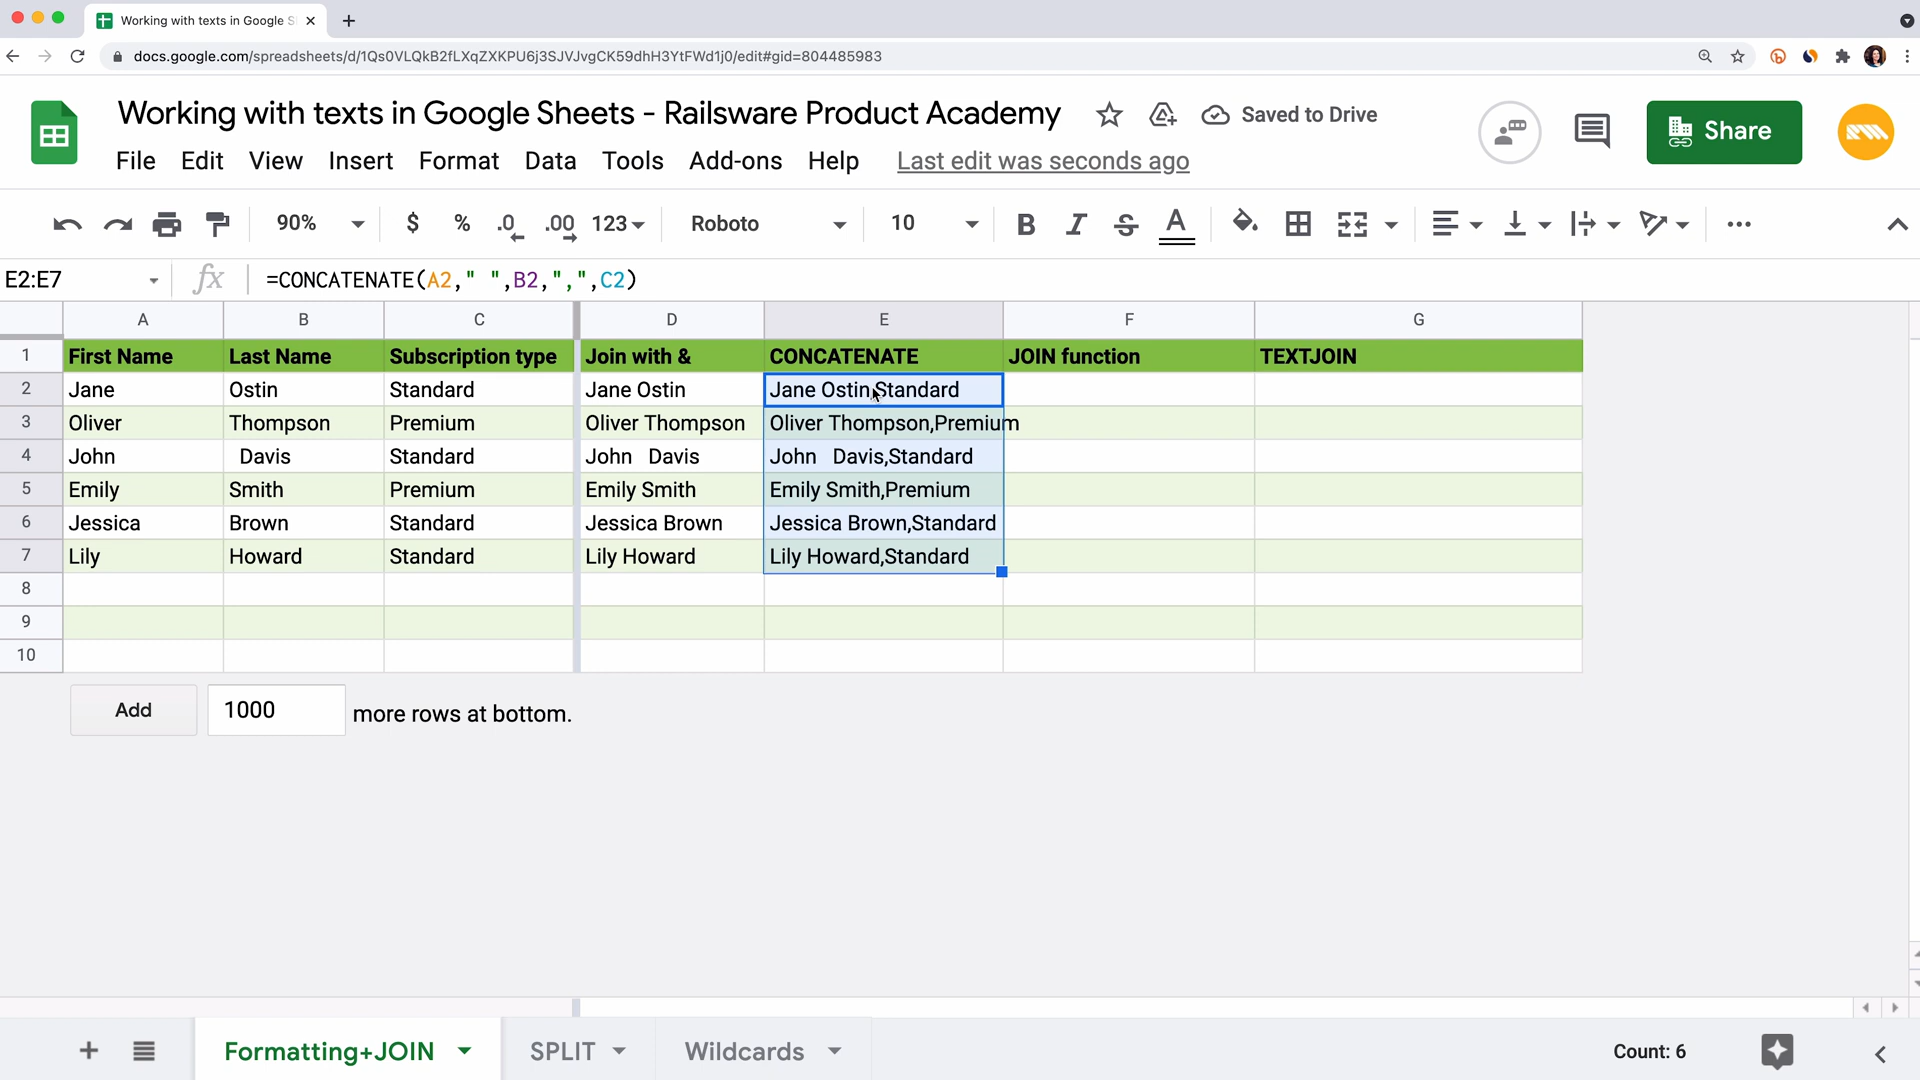 Working with texts in Google S
docs.google.com/spreadsheets/d/1Qs0VLQkB2fLXqZXKPU6j3SJVJvgCK59dhH3YtFWd1j0/edit#gid=804485983
Working with texts in Google Sheets - Railsware Product Academy Saved to Drive
Share
File Edit View Insert Format Data Tools Add-ons Help Last edit was seconds ago
90% $ % .0 .00 123 Roboto 10 B I S A
E2:E7 fx =CONCATENATE(A2," ",B2,",",C2)
A B C D E F G
1 First Name Last Name Subscription type Join with & CONCATENATE JOIN function TEXTJOIN
2 Jane Ostin Standard Jane Ostin Jane Ostin,Standard
3 Oliver Thompson Premium Oliver Thompson Oliver Thompson,Premium
4 John   Davis Standard John   Davis John   Davis,Standard
5 Emily Smith Premium Emily Smith Emily Smith,Premium
6 Jessica Brown Standard Jessica Brown Jessica Brown,Standard
7 Lily Howard Standard Lily Howard Lily Howard,Standard
8
9
10
Add 1000 more rows at bottom.
Formatting+JOIN SPLIT Wildcards Count: 6